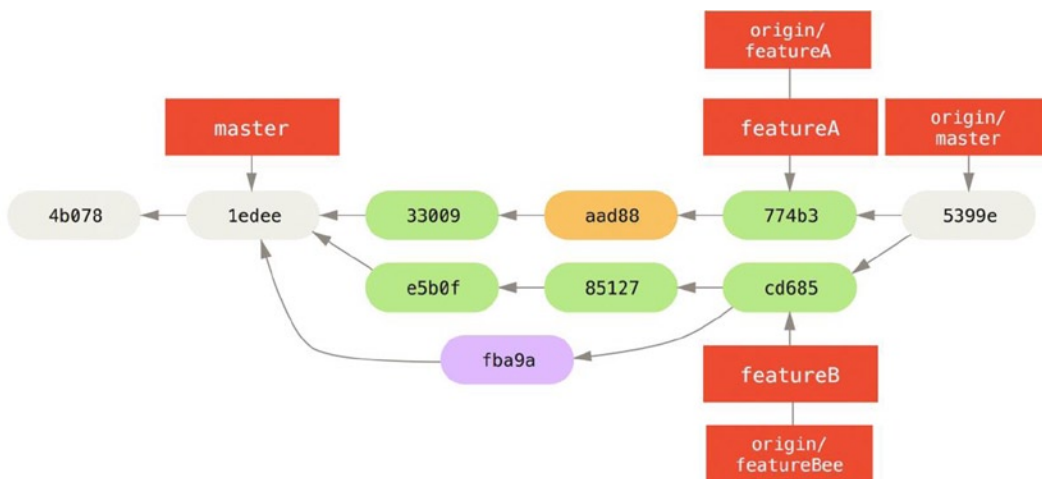 origin/
featureA
master
featureA
origin/
master
4b078
1edee
33009
aad88
774b3
5399e
e5b0f
85127
cd685
fba9a
featureB
origin/
featureBee